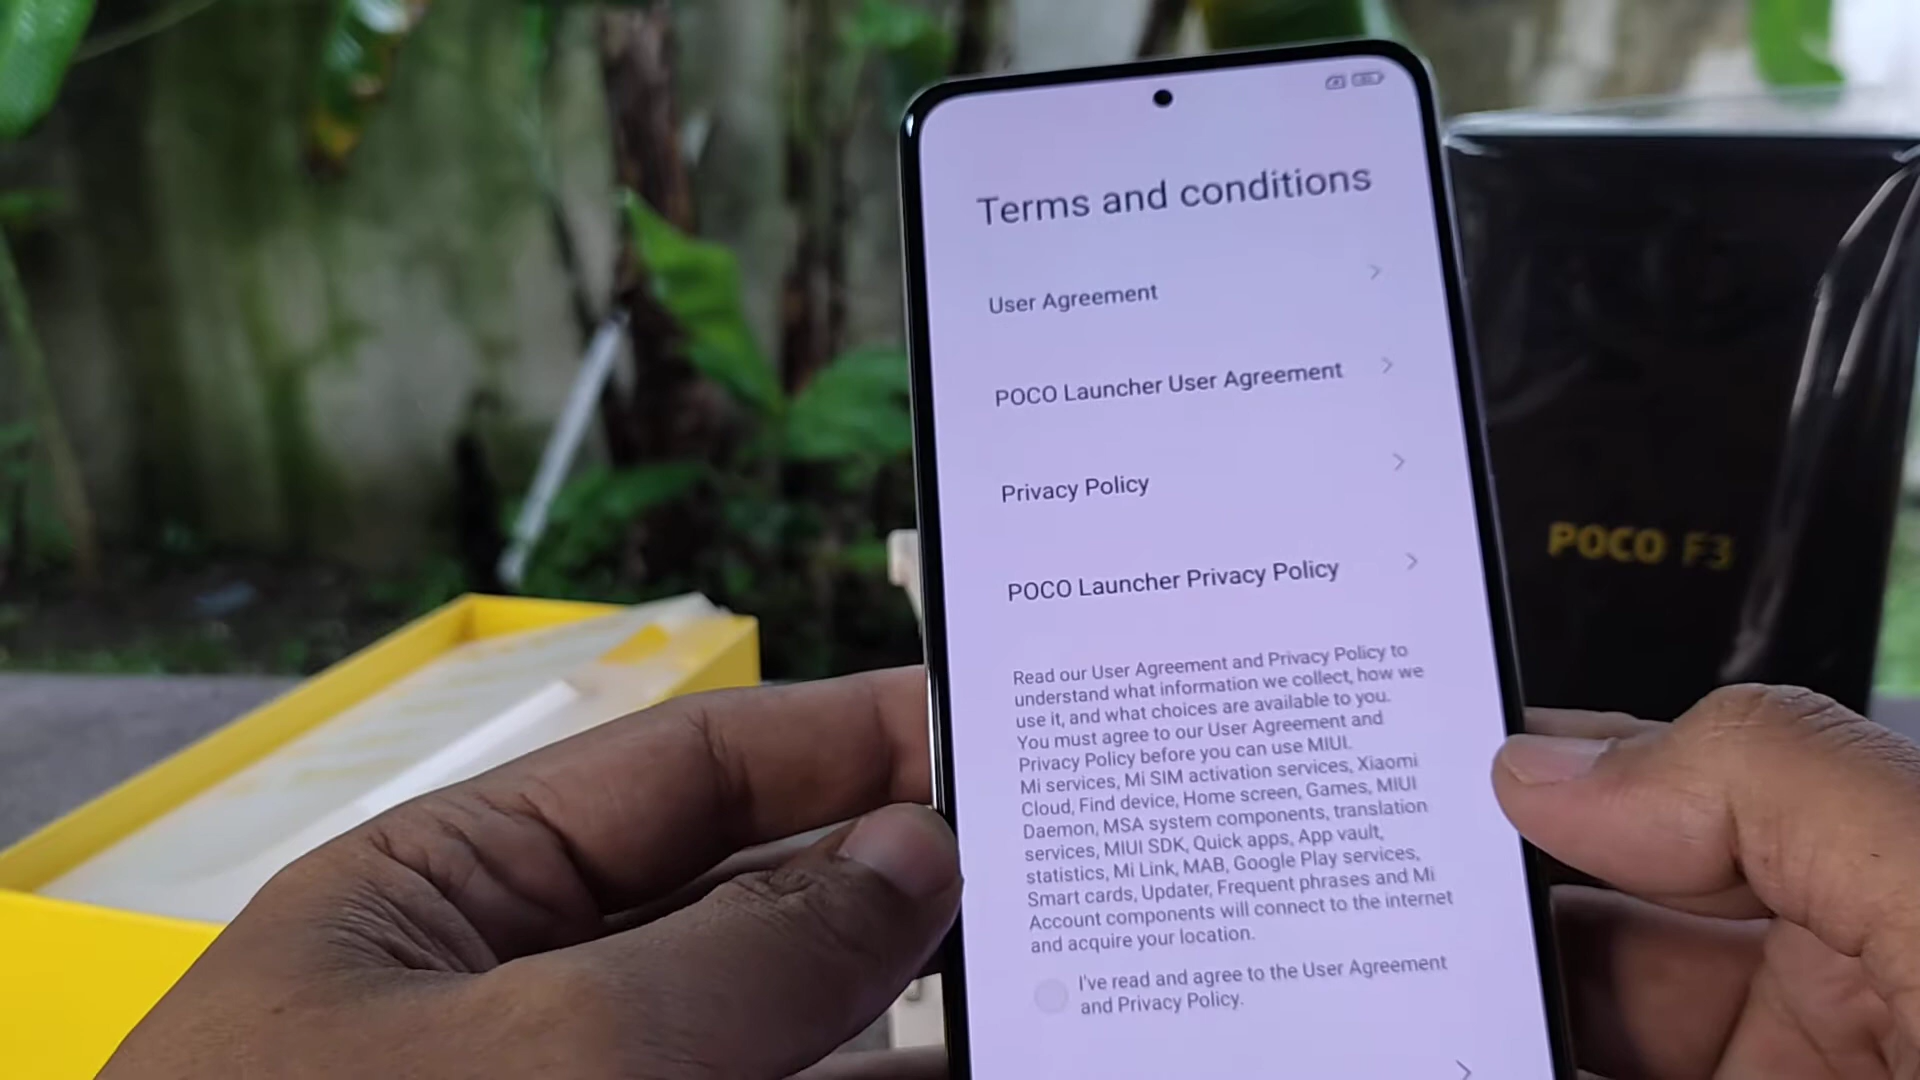 Terms and conditions
User Agreement
POCO Launcher User Agreement
Privacy Policy
POCO Launcher Privacy Policy
Read our User Agreement and Privacy Policy to
understand what information we collect, how we
use it, and what choices are available to you.
You must agree to our User Agreement and
Privacy Policy before you can use MIUI.
Mi services, Mi SIM activation services, Xiaomi
Cloud, Find device, Home screen, Games, MIUI
Daemon, MSA system components, translation
services, MIUI SDK, Quick apps, App vault,
statistics, Mi Link, MAB, Google Play services,
Smart cards, Updater, Frequent phrases and Mi
Account components will connect to the internet
and acquire your location.
I've read and agree to the User Agreement
and Privacy Policy.
POCO F3